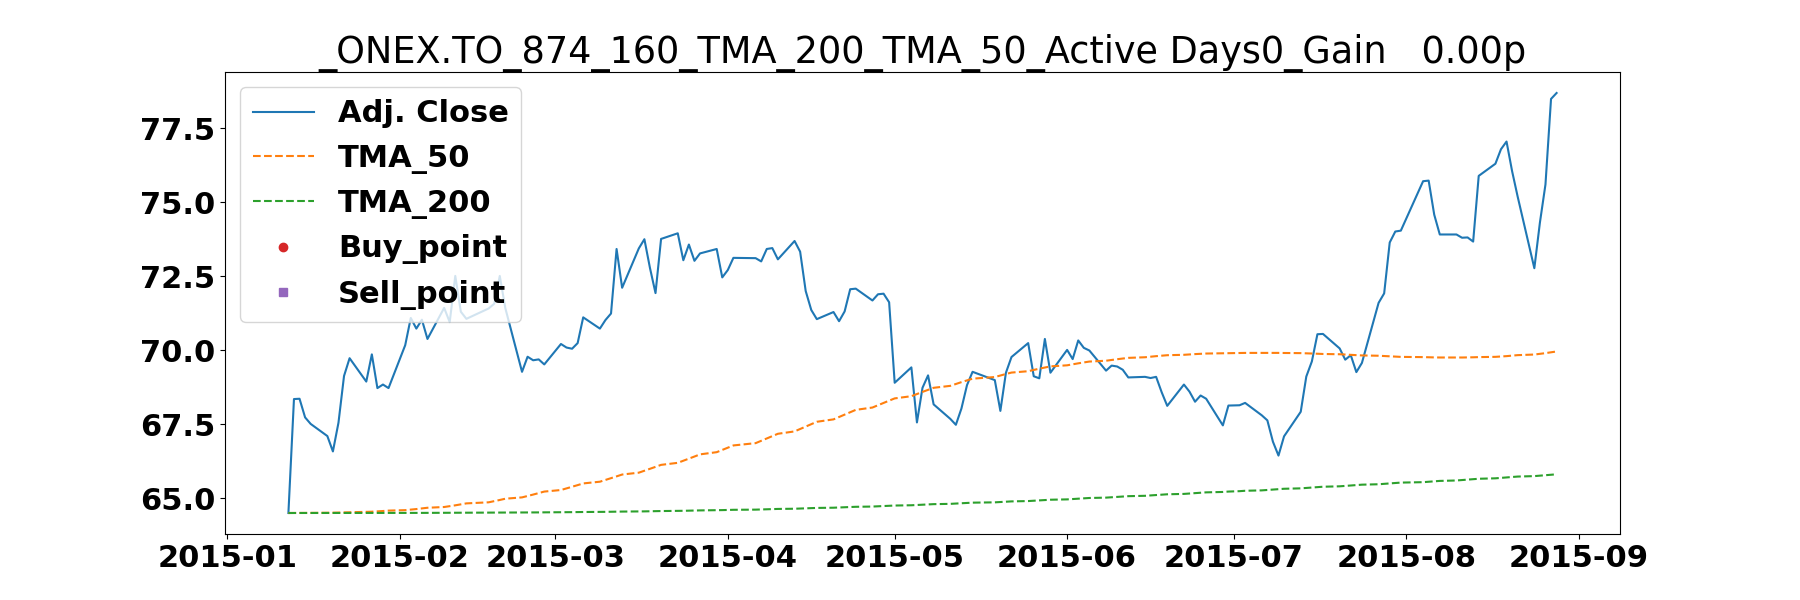 _ONEX.TO_874_160_TMA_200_TMA_50_Active Days0_Gain   0.00p
Adj. Close
TMA_50
TMA_200
Buy_point
Sell_point
77.5
75.0
72.5
70.0
67.5
65.0
2015-01 2015-02 2015-03 2015-04 2015-05 2015-06 2015-07 2015-08 2015-09